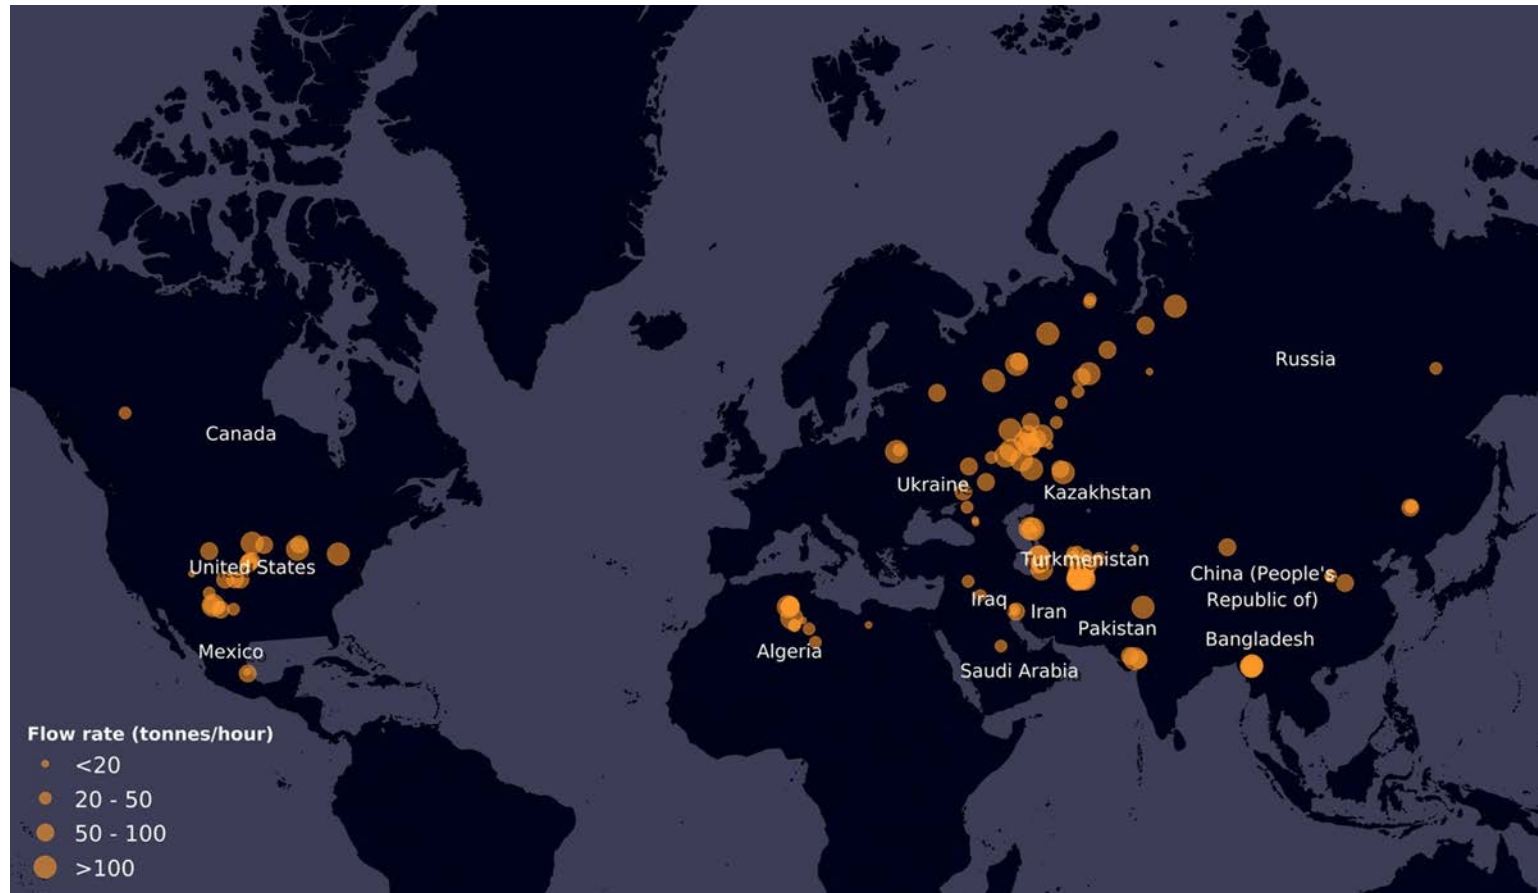 Russia
Canada
Ukraine
Kazakhstan
United States
Turkmenistan
China (People's
Republic of)
Iraq
Iran
Pakistan
Mexico
Algeria
Saudi Arabia
Bangladesh
Flow rate (tonnes/hour)
<20
20 - 50
50 - 100
>100